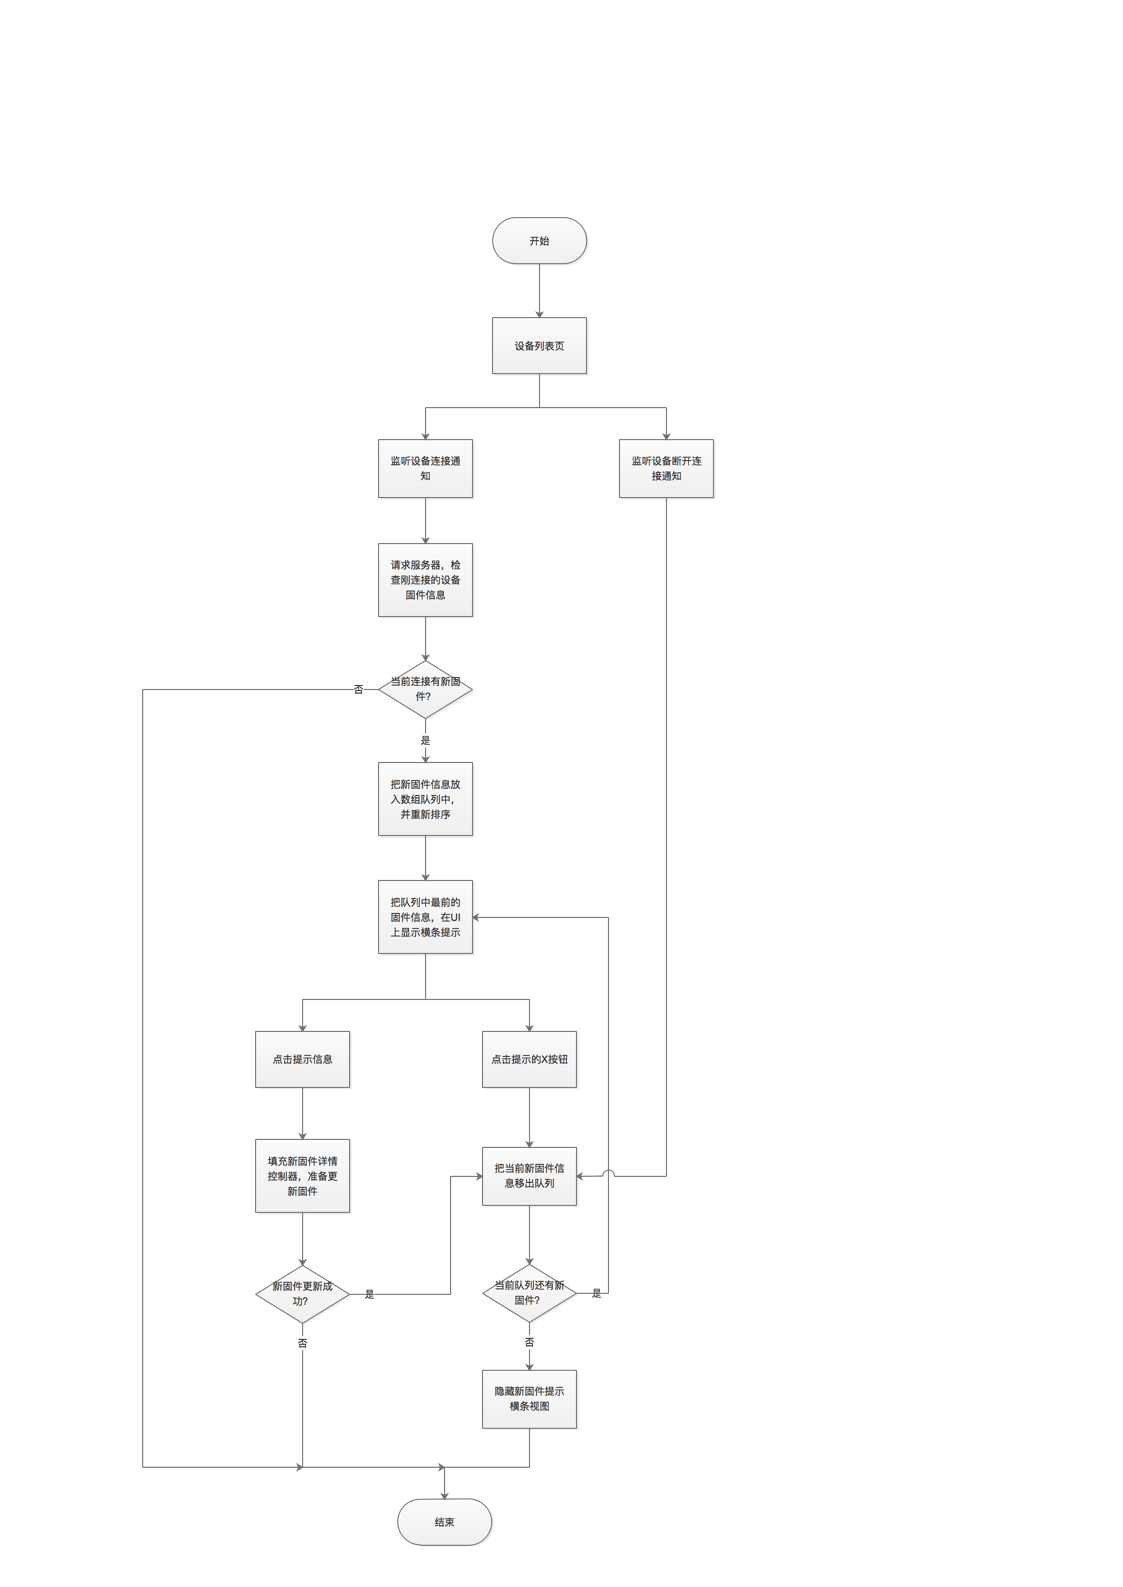 开始
设备列表页
监听设备连接通
知
监听设备断开连
接通知
请求服务器，检
查刚连接的设备
固件信息
当前连接有新固
件？
否
是
把新固件信息放
入数组队列中，
并重新排序
把队列中最前的
固件信息，在UI
上显示横条提示
点击提示信息
点击提示的X按钮
填充新固件详情
控制器，准备更
新固件
把当前新固件信
息移出队列
新固件更新成
功？
是
当前队列还有新
固件？
是
否
否
隐藏新固件提示
横条视图
结束